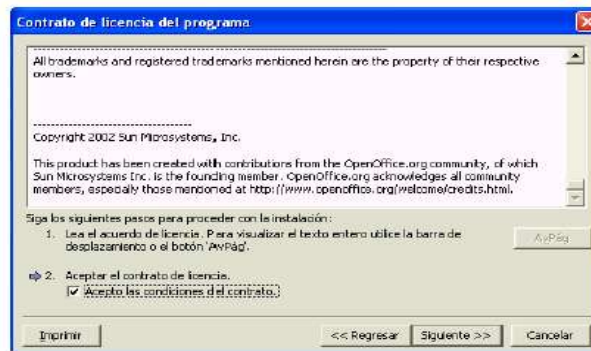 Contrato de licencia del programa
------------------------------------------------------------------------
All trademarks and registered trademarks mentioned herein are the property of their respective
owners.
--------------------------------
Copyright 2002 Sun Microsystems, Inc.
This product has been created with contributions from the OpenOffice.org community, of which
Sun Microsystems Inc. is the founding member. OpenOffice.org acknowledges all community
members, especially those mentioned at http://www.openoffice.org/welcome/credits.html.
Siga los siguientes pasos para proceder con la instalación:
1. Lea el acuerdo de licencia. Para visualizar el texto entero utilice la barra de
desplazamiento o el botón 'AvPág'.
AvPág
2. Aceptar el contrato de licencia.
Acepto las condiciones del contrato.
Imprimir
<< Regresar
Siguiente >>
Cancelar